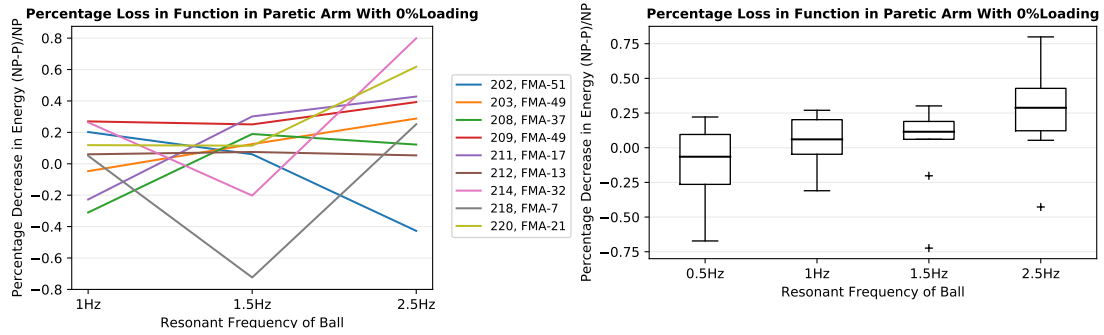 Percentage Loss in Function in Paretic Arm With 0%Loading
Percentage Decrease in Energy (NP-P)/NP
0.8
0.6
0.4
0.2
0.0
−0.2
−0.4
−0.6
−0.8
1Hz
1.5Hz
2.5Hz
Resonant Frequency of Ball
202, FMA-51
203, FMA-49
208, FMA-37
209, FMA-49
211, FMA-17
212, FMA-13
214, FMA-32
218, FMA-7
220, FMA-21
Percentage Loss in Function in Paretic Arm With 0%Loading
Percentage Decrease in Energy (NP-P)/NP
0.75
0.50
0.25
0.00
−0.25
−0.50
−0.75
0.5Hz
1Hz
1.5Hz
2.5Hz
Resonant Frequency of Ball